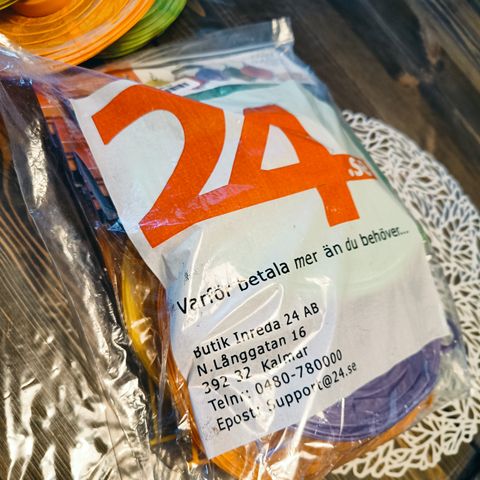 24.se
Varför betala mer än du behöver...
Butik Inreda 24 AB
N.Långgatan 16
392 32 Kalmar
Telnr: 0480-780000
Epost: Support@24.se